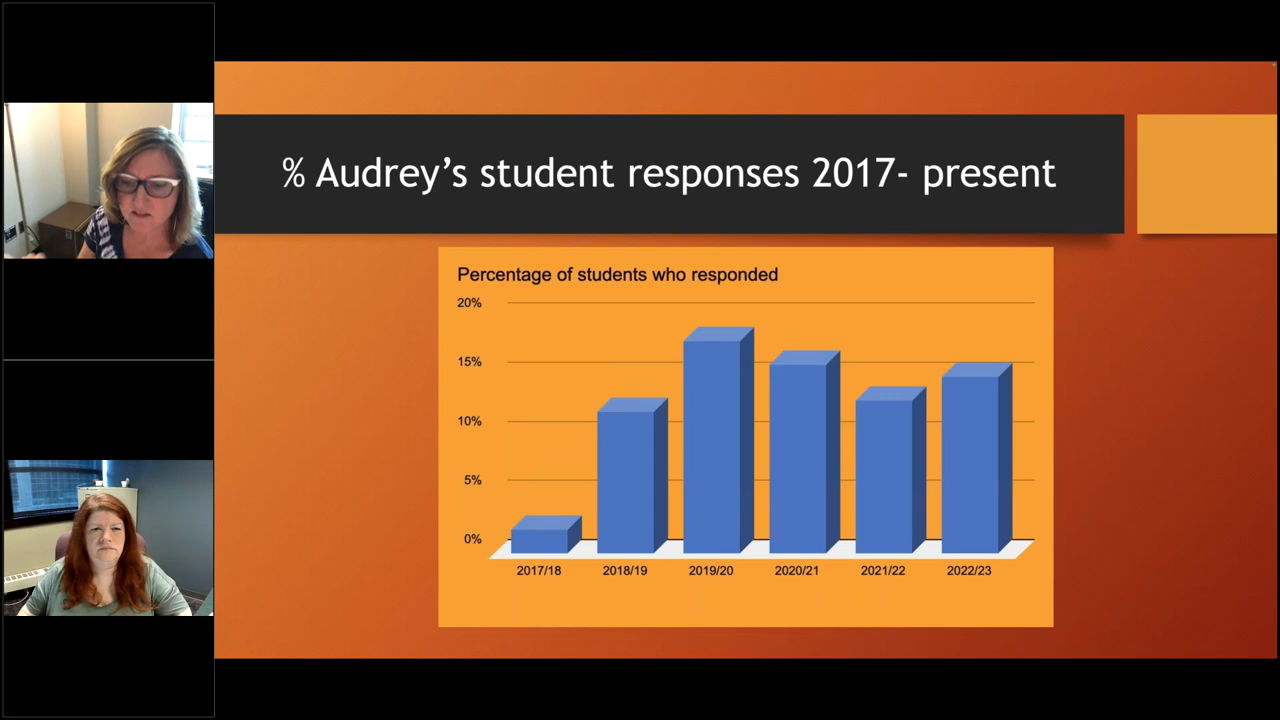 % Audrey’s student responses 2017- present
Percentage of students who responded
20%
15%
10%
5%
0%
2017/18 2018/19 2019/20 2020/21 2021/22 2022/23